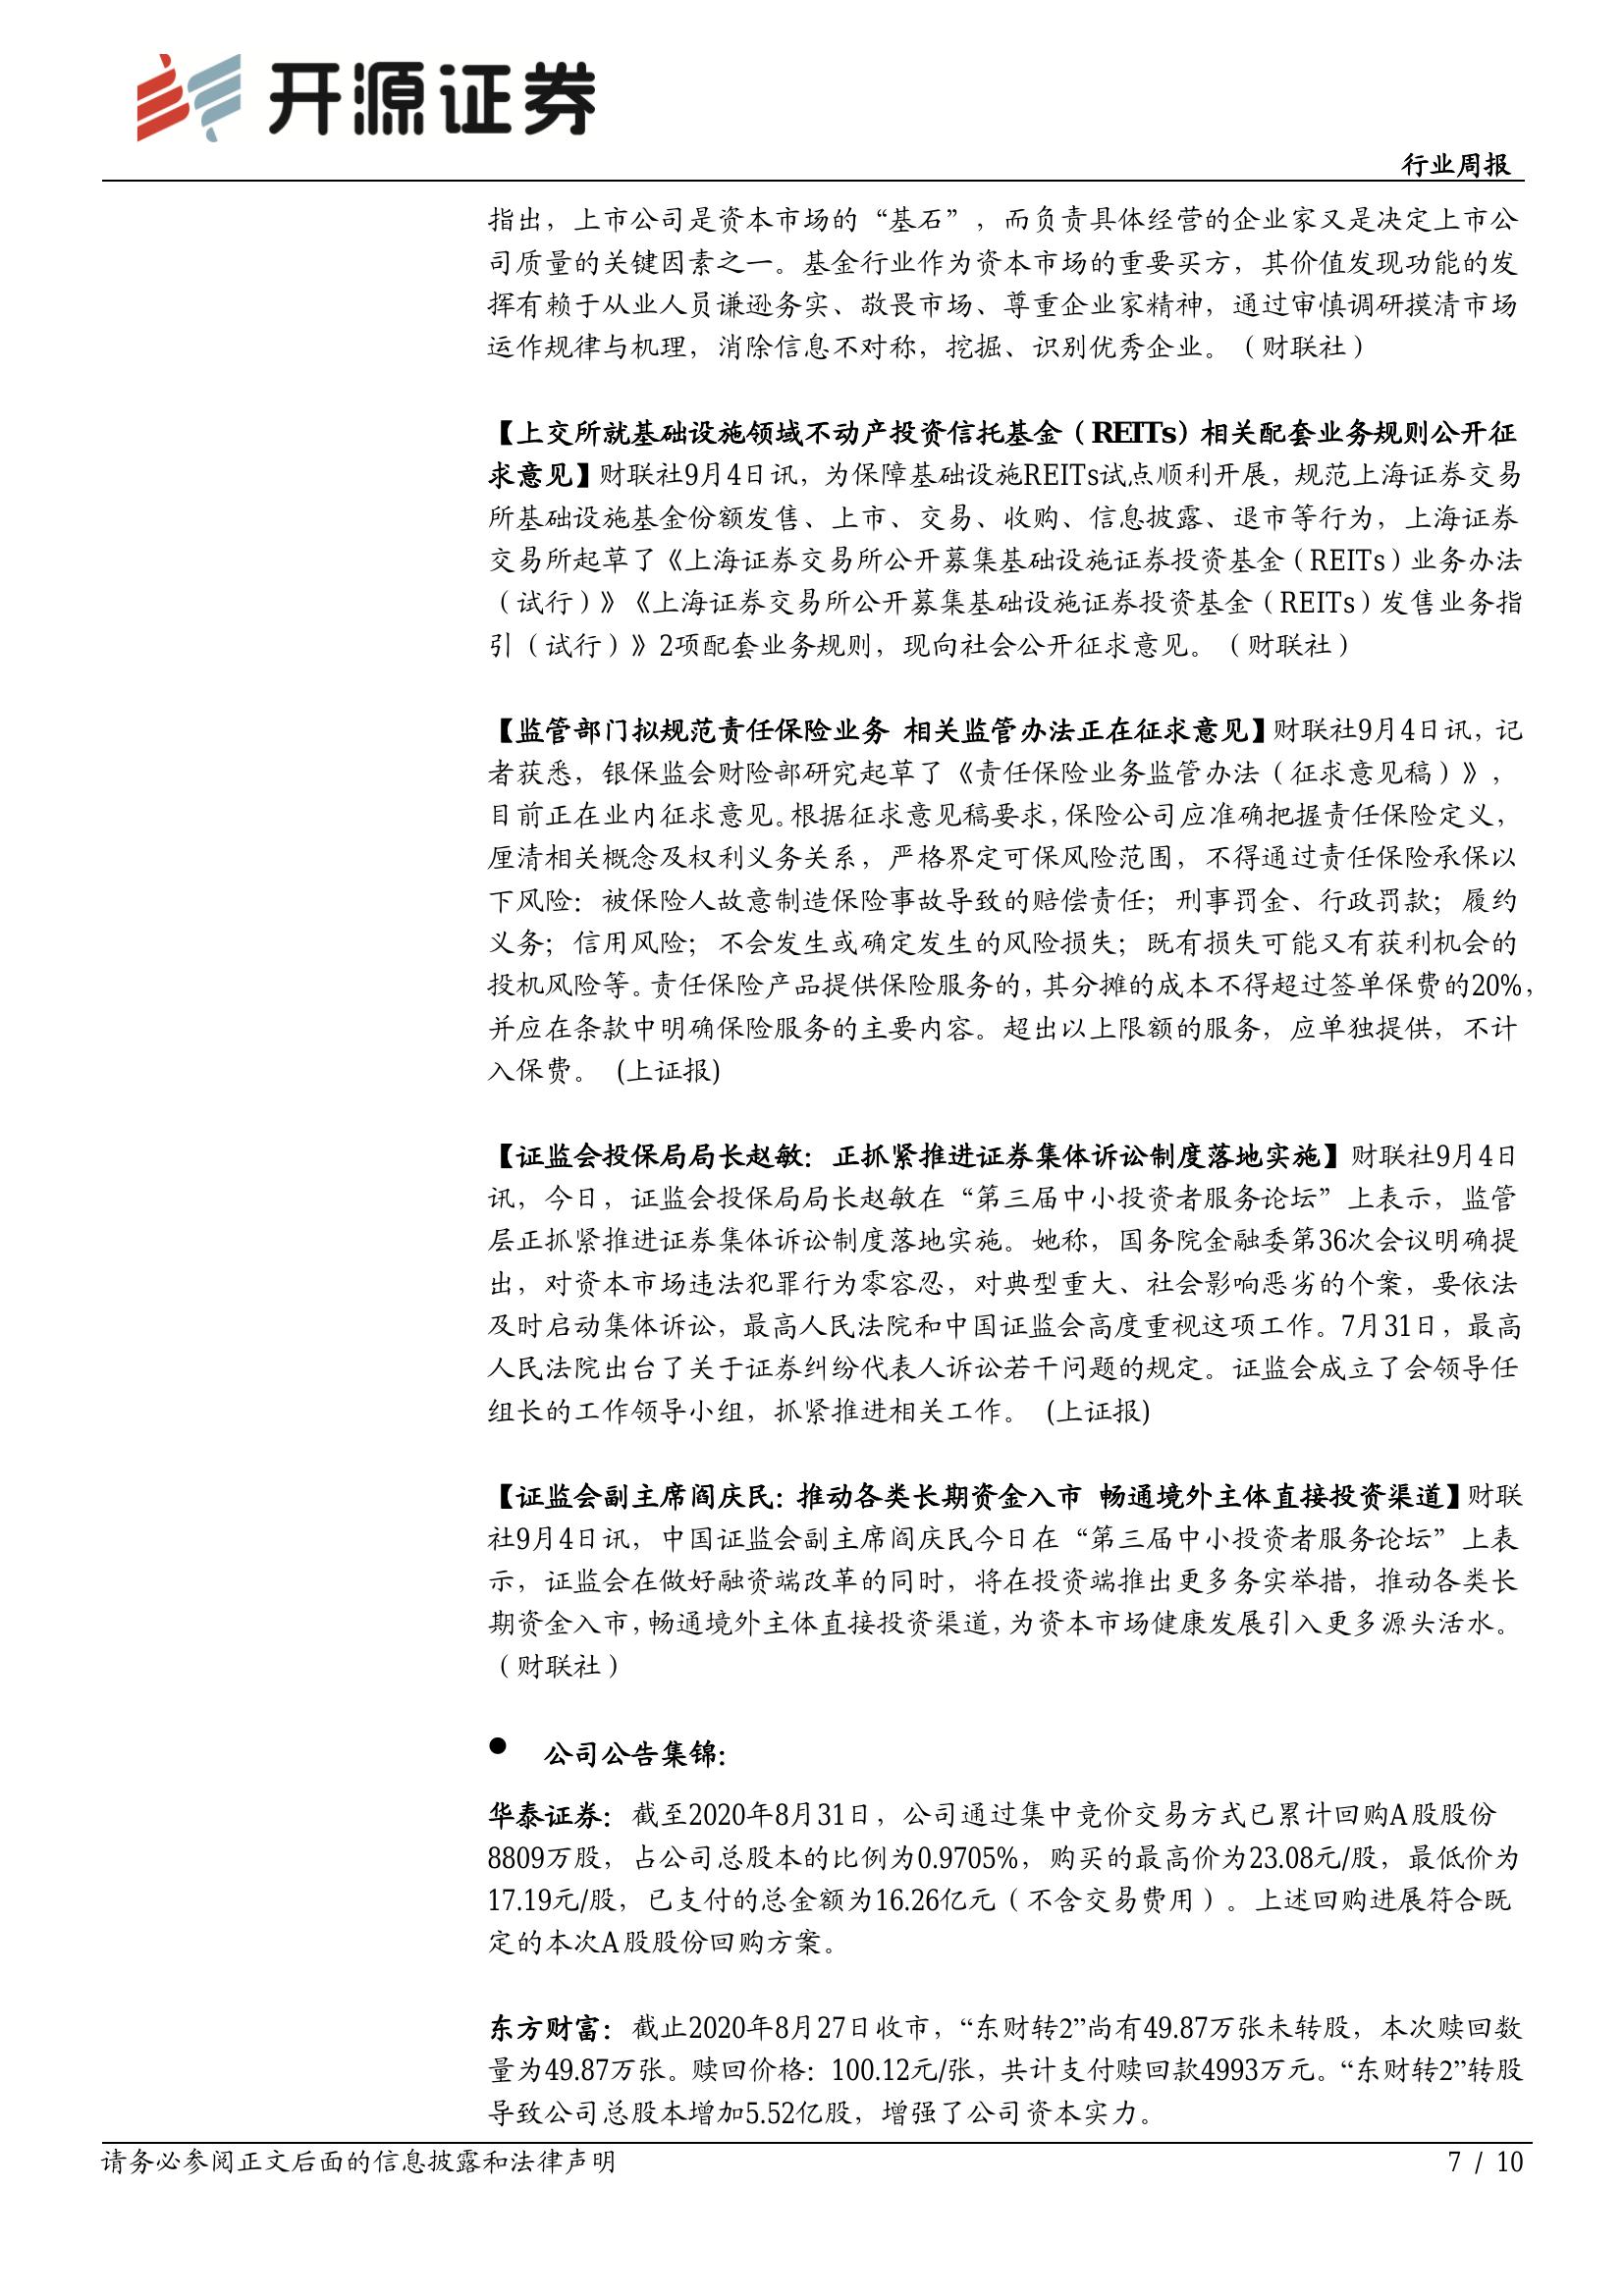 开源证券
行业周报
指出，上市公司是资本市场的“基石”，而负责具体经营的企业家又是决定上市公
司质量的关键因素之一。基金行业作为资本市场的重要买方，其价值发现功能的发
挥有赖于从业人员谦逊务实、敬畏市场、尊重企业家精神，通过审慎调研摸清市场
运作规律与机理，消除信息不对称，挖掘、识别优秀企业。（财联社）
【上交所就基础设施领域不动产投资信托基金（REITs）相关配套业务规则公开征
求意见】财联社9月4日讯，为保障基础设施REITs试点顺利开展，规范上海证券交易
所基础设施基金份额发售、上市、交易、收购、信息披露、退市等行为，上海证券
交易所起草了《上海证券交易所公开募集基础设施证券投资基金（REITs）业务办法
（试行）》《上海证券交易所公开募集基础设施证券投资基金（REITs）发售业务指
引（试行）》2项配套业务规则，现向社会公开征求意见。（财联社）
【监管部门拟规范责任保险业务 相关监管办法正在征求意见】财联社9月4日讯，记
者获悉，银保监会财险部研究起草了《责任保险业务监管办法（征求意见稿）》，
目前正在业内征求意见。根据征求意见稿要求，保险公司应准确把握责任保险定义，
厘清相关概念及权利义务关系，严格界定可保风险范围，不得通过责任保险承保以
下风险：被保险人故意制造保险事故导致的赔偿责任；刑事罚金、行政罚款；履约
义务；信用风险；不会发生或确定发生的风险损失；既有损失可能又有获利机会的
投机风险等。责任保险产品提供保险服务的，其分摊的成本不得超过签单保费的20%，
并应在条款中明确保险服务的主要内容。超出以上限额的服务，应单独提供，不计
入保费。 (上证报)
【证监会投保局局长赵敏：正抓紧推进证券集体诉讼制度落地实施】财联社9月4日
讯，今日，证监会投保局局长赵敏在“第三届中小投资者服务论坛”上表示，监管
层正抓紧推进证券集体诉讼制度落地实施。她称，国务院金融委第36次会议明确提
出，对资本市场违法犯罪行为零容忍，对典型重大、社会影响恶劣的个案，要依法
及时启动集体诉讼，最高人民法院和中国证监会高度重视这项工作。7月31日，最高
人民法院出台了关于证券纠纷代表人诉讼若干问题的规定。证监会成立了会领导任
组长的工作领导小组，抓紧推进相关工作。 (上证报)
【证监会副主席阎庆民：推动各类长期资金入市 畅通境外主体直接投资渠道】财联
社9月4日讯，中国证监会副主席阎庆民今日在“第三届中小投资者服务论坛”上表
示，证监会在做好融资端改革的同时，将在投资端推出更多务实举措，推动各类长
期资金入市，畅通境外主体直接投资渠道，为资本市场健康发展引入更多源头活水。
（财联社）
● 公司公告集锦：
华泰证券：截至2020年8月31日，公司通过集中竞价交易方式已累计回购A股股份
8809万股，占公司总股本的比例为0.9705%，购买的最高价为23.08元/股，最低价为
17.19元/股，已支付的总金额为16.26亿元（不含交易费用）。上述回购进展符合既
定的本次A股股份回购方案。
东方财富：截止2020年8月27日收市，“东财转2”尚有49.87万张未转股，本次赎回数
量为49.87万张。赎回价格：100.12元/张，共计支付赎回款4993万元。“东财转2”转股
导致公司总股本增加5.52亿股，增强了公司资本实力。
请务必参阅正文后面的信息披露和法律声明
7 / 10